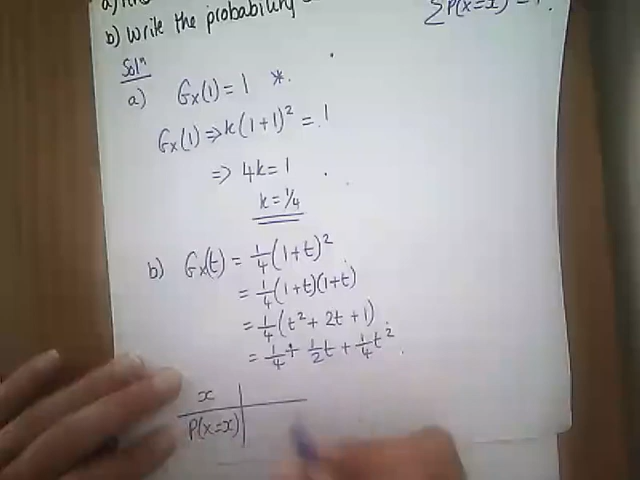 a)
b) Write the probability
ΣP(X=x) = 1.
Solⁿ
a) Gx(1) = 1 *.
Gx(1) ⇒ k(1+1)² = 1
⇒ 4k = 1
k = 1/4
b) Gx(t) = 1/4(1+t)²
= 1/4(1+t)(1+t)
= 1/4(t² + 2t + 1)
= 1/4 + 1/2t + 1/4t²
x
P(X=x)